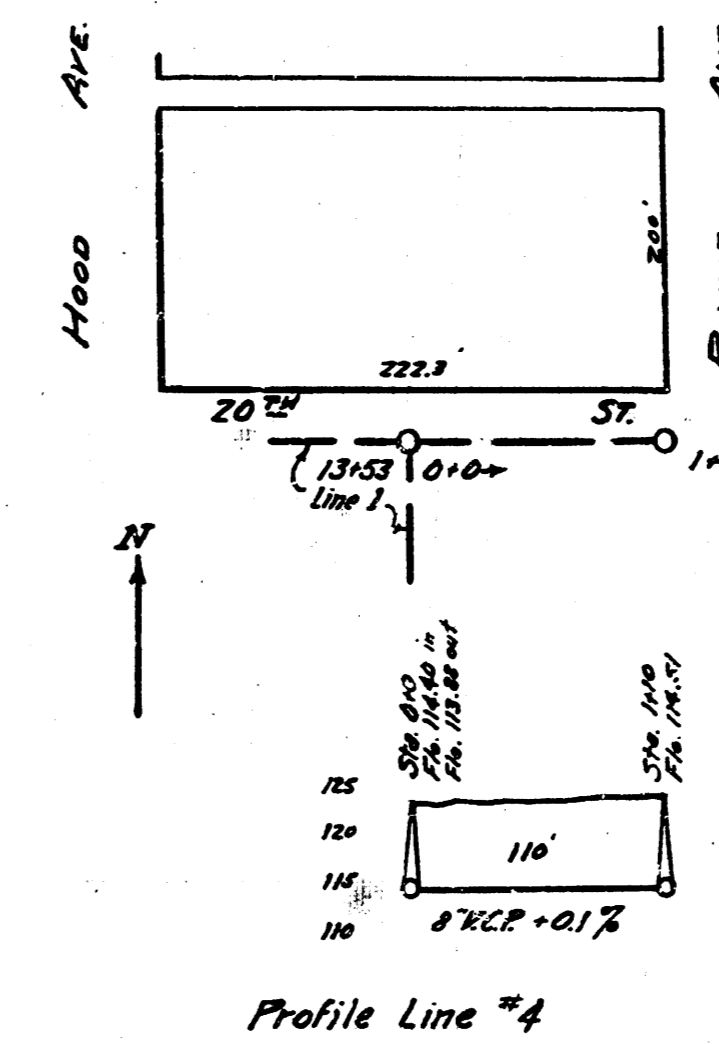 AVE.
HOOD
200'
222.3'
20TH ST.
13+53 0+0
Line 1
N
Sta. 0+0
Flo. 114.40 in
Flo. 113.88 out
Sta. 1+10
Flo. 114.51
125
120
115
110
110'
8" V.C.P. +0.1%
Profile Line #4